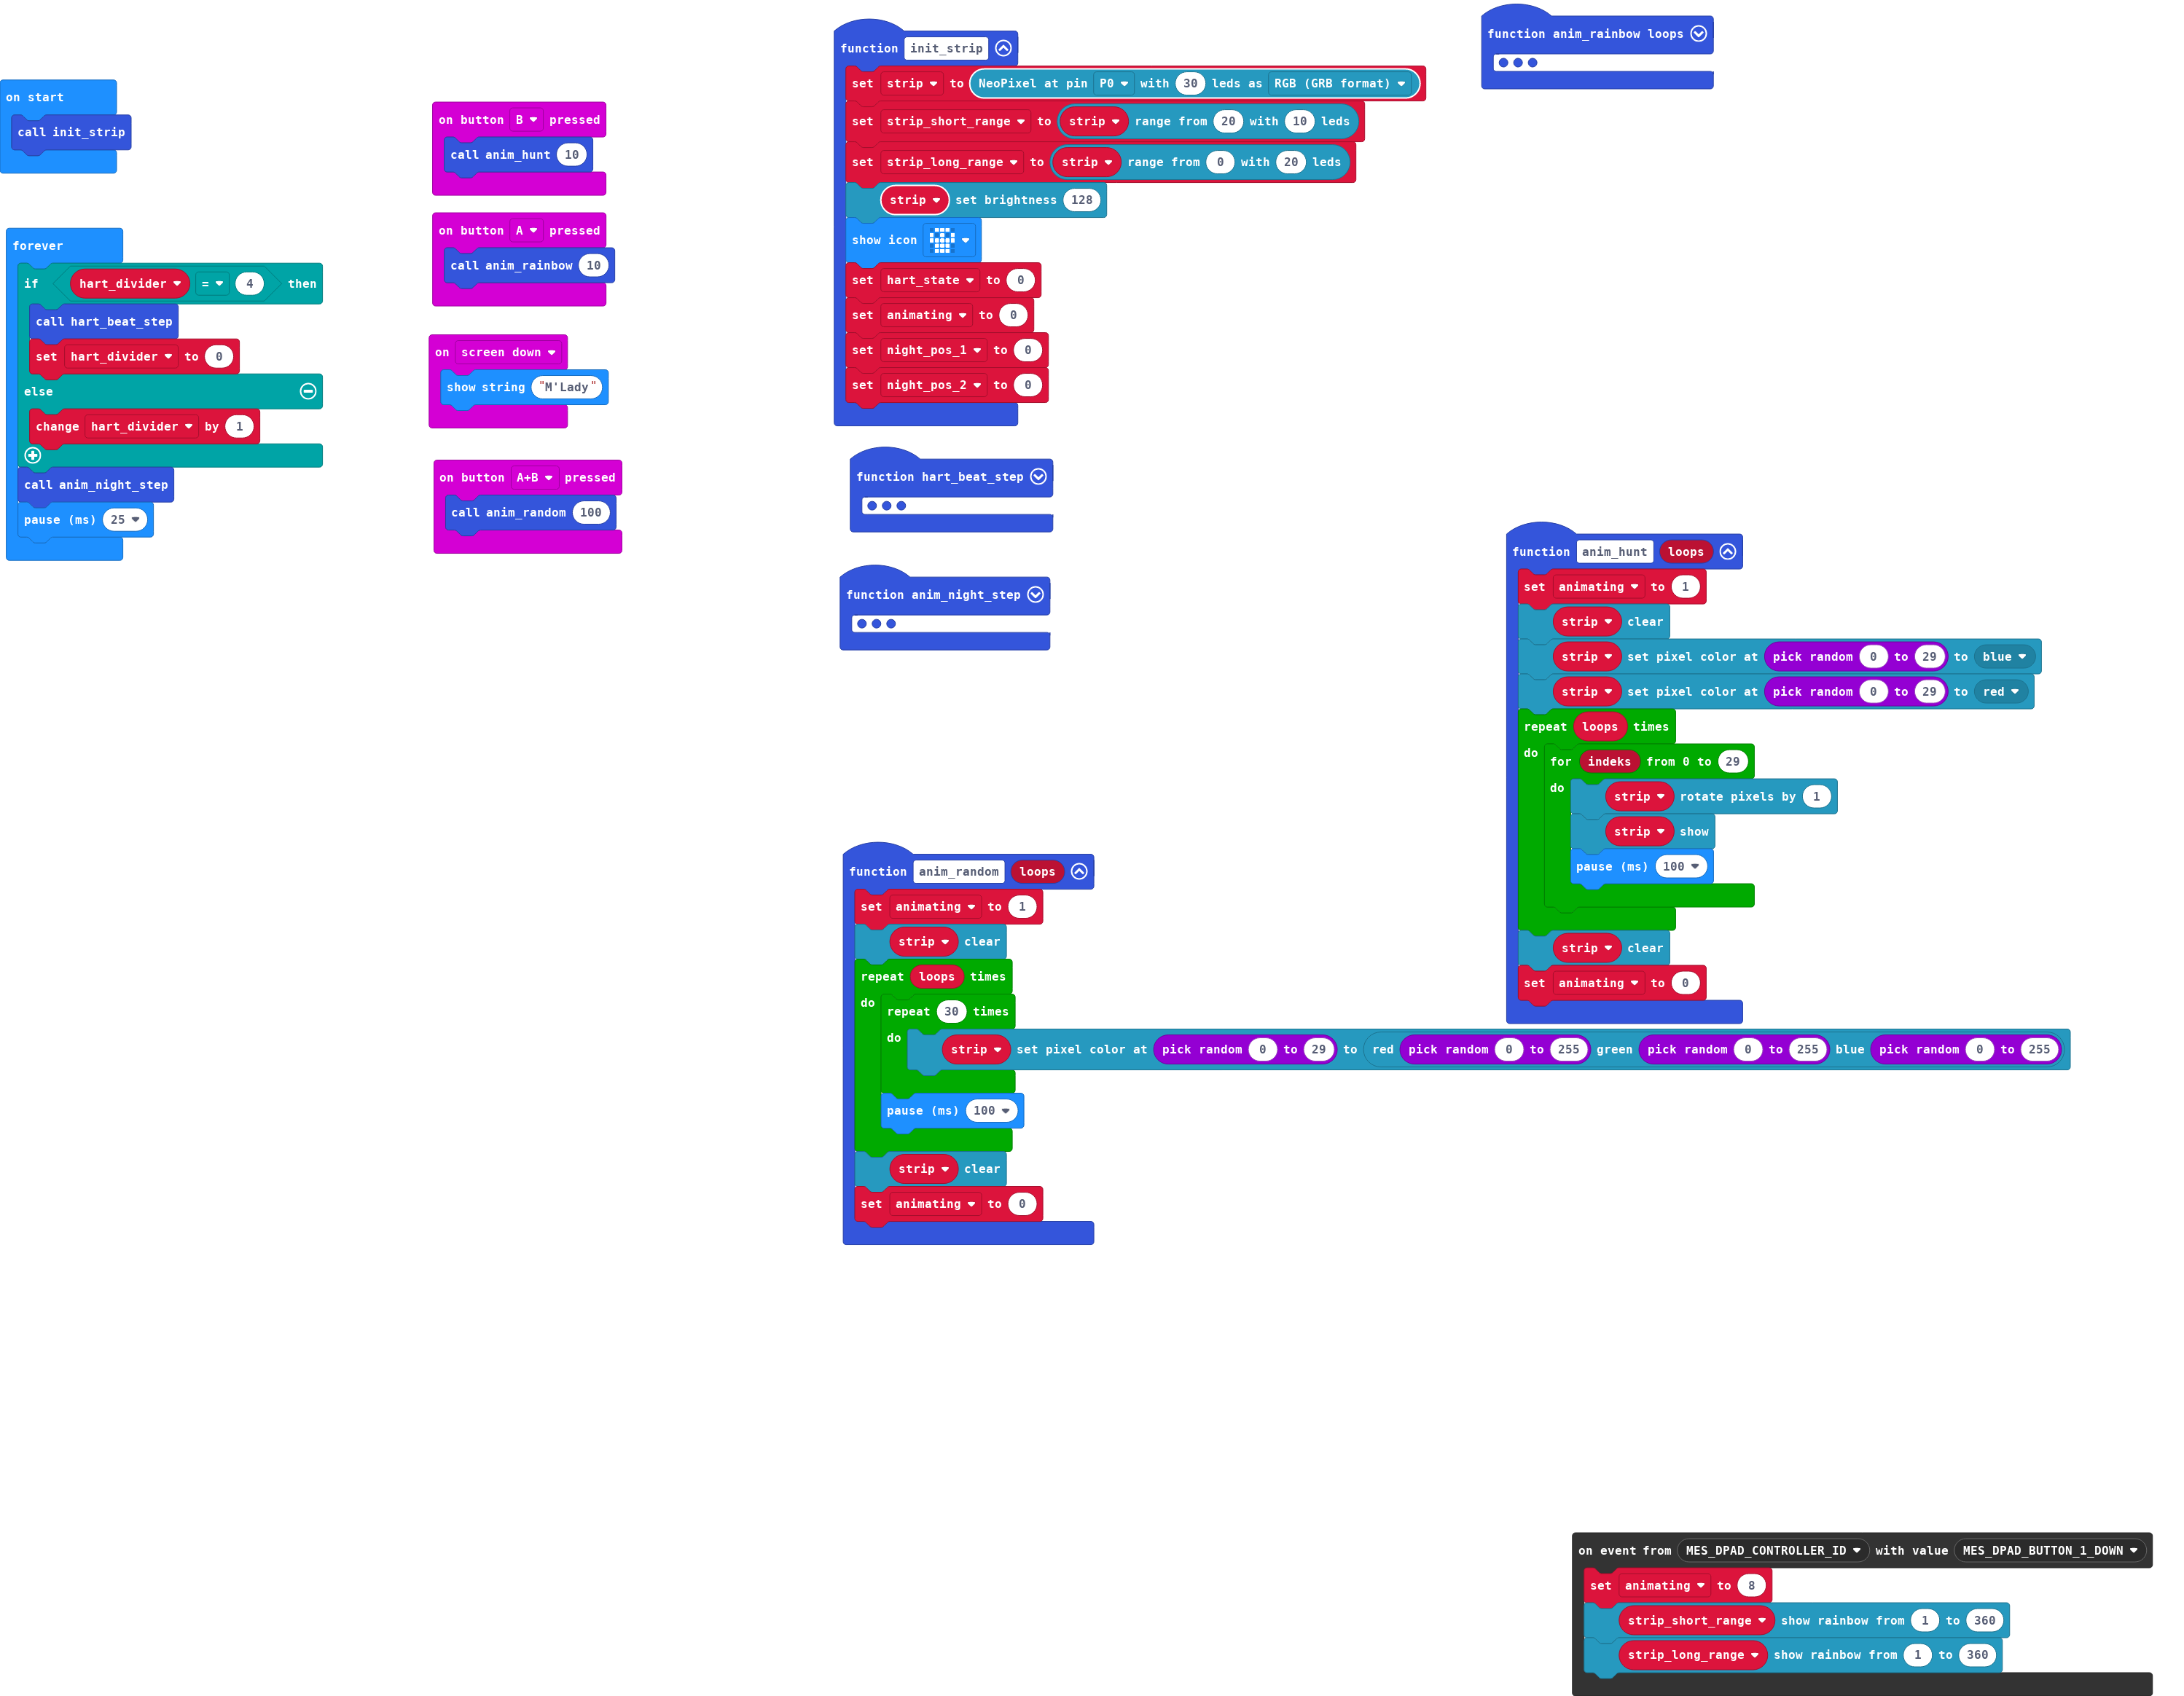 on start
call init_strip
forever
if hart_divider = 4 then
call hart_beat_step
set hart_divider to 0
else
change hart_divider by 1
call anim_night_step
pause (ms) 25
on button B pressed
call anim_hunt 10
on button A pressed
call anim_rainbow 10
on screen down
show string "M'Lady"
on button A+B pressed
call anim_random 100
function init_strip
set strip to NeoPixel at pin P0 with 30 leds as RGB (GRB format)
set strip_short_range to strip range from 20 with 10 leds
set strip_long_range to strip range from 0 with 20 leds
strip set brightness 128
show icon
set hart_state to 0
set animating to 0
set night_pos_1 to 0
set night_pos_2 to 0
function hart_beat_step
function anim_night_step
function anim_random loops
set animating to 1
strip clear
repeat loops times
do
repeat 30 times
do
strip set pixel color at pick random 0 to 29 to red pick random 0 to 255 green pick random 0 to 255 blue pick random 0 to 255
pause (ms) 100
strip clear
set animating to 0
function anim_rainbow loops
function anim_hunt loops
set animating to 1
strip clear
strip set pixel color at pick random 0 to 29 to blue
strip set pixel color at pick random 0 to 29 to red
repeat loops times
do
for indeks from 0 to 29
do
strip rotate pixels by 1
strip show
pause (ms) 100
strip clear
set animating to 0
on event from MES_DPAD_CONTROLLER_ID with value MES_DPAD_BUTTON_1_DOWN
set animating to 8
strip_short_range show rainbow from 1 to 360
strip_long_range show rainbow from 1 to 360